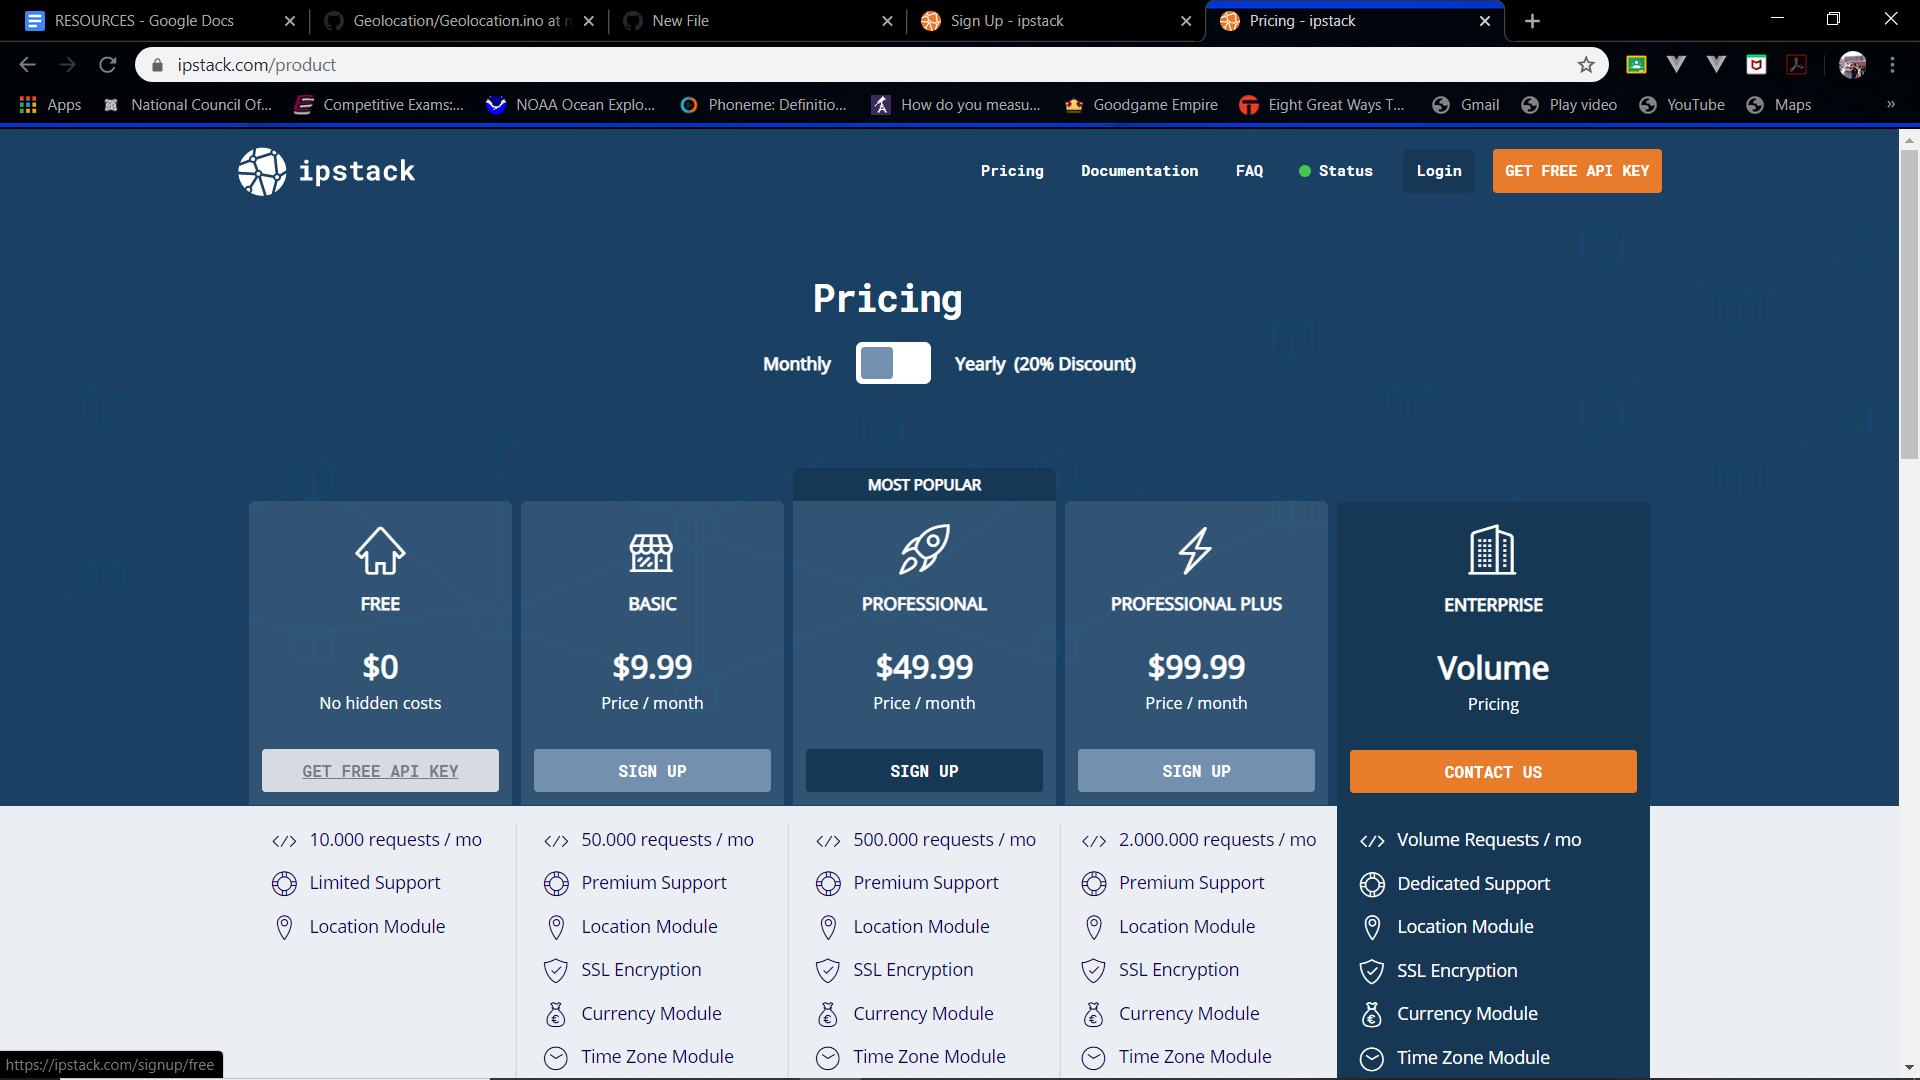 RESOURCES - Google Docs
Geolocation/Geolocation.ino at m
New File
Sign Up - ipstack
Pricing - ipstack
ipstack.com/product
Apps
National Council Of...
Competitive Exams:...
NOAA Ocean Explo...
Phoneme: Definitio...
How do you measu...
Goodgame Empire
Eight Great Ways T...
Gmail
Play video
YouTube
Maps
»
ipstack
Pricing
Documentation
FAQ
Status
Login
GET FREE API KEY
Pricing
Monthly
Yearly (20% Discount)
FREE
$0
No hidden costs
GET FREE API KEY
10.000 requests / mo
Limited Support
Location Module
BASIC
$9.99
Price / month
SIGN UP
50.000 requests / mo
Premium Support
Location Module
SSL Encryption
Currency Module
Time Zone Module
MOST POPULAR
PROFESSIONAL
$49.99
Price / month
SIGN UP
500.000 requests / mo
Premium Support
Location Module
SSL Encryption
Currency Module
Time Zone Module
PROFESSIONAL PLUS
$99.99
Price / month
SIGN UP
2.000.000 requests / mo
Premium Support
Location Module
SSL Encryption
Currency Module
Time Zone Module
ENTERPRISE
Volume
Pricing
CONTACT US
Volume Requests / mo
Dedicated Support
Location Module
SSL Encryption
Currency Module
Time Zone Module
https://ipstack.com/signup/free